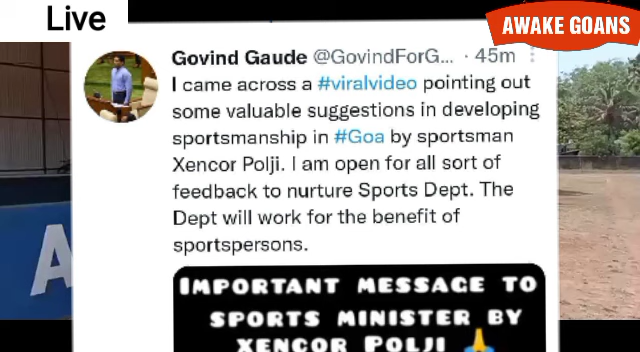 Live
AWAKE GOANS
Govind Gaude @GovindForG... · 45m
I came across a #viralvideo pointing out
some valuable suggestions in developing
sportsmanship in #Goa by sportsman
Xencor Polji. I am open for all sort of
feedback to nurture Sports Dept. The
Dept will work for the benefit of
sportspersons.
A
IMPORTANT MESSAGE TO
SPORTS MINISTER BY
XENCOR POLJI 🙏